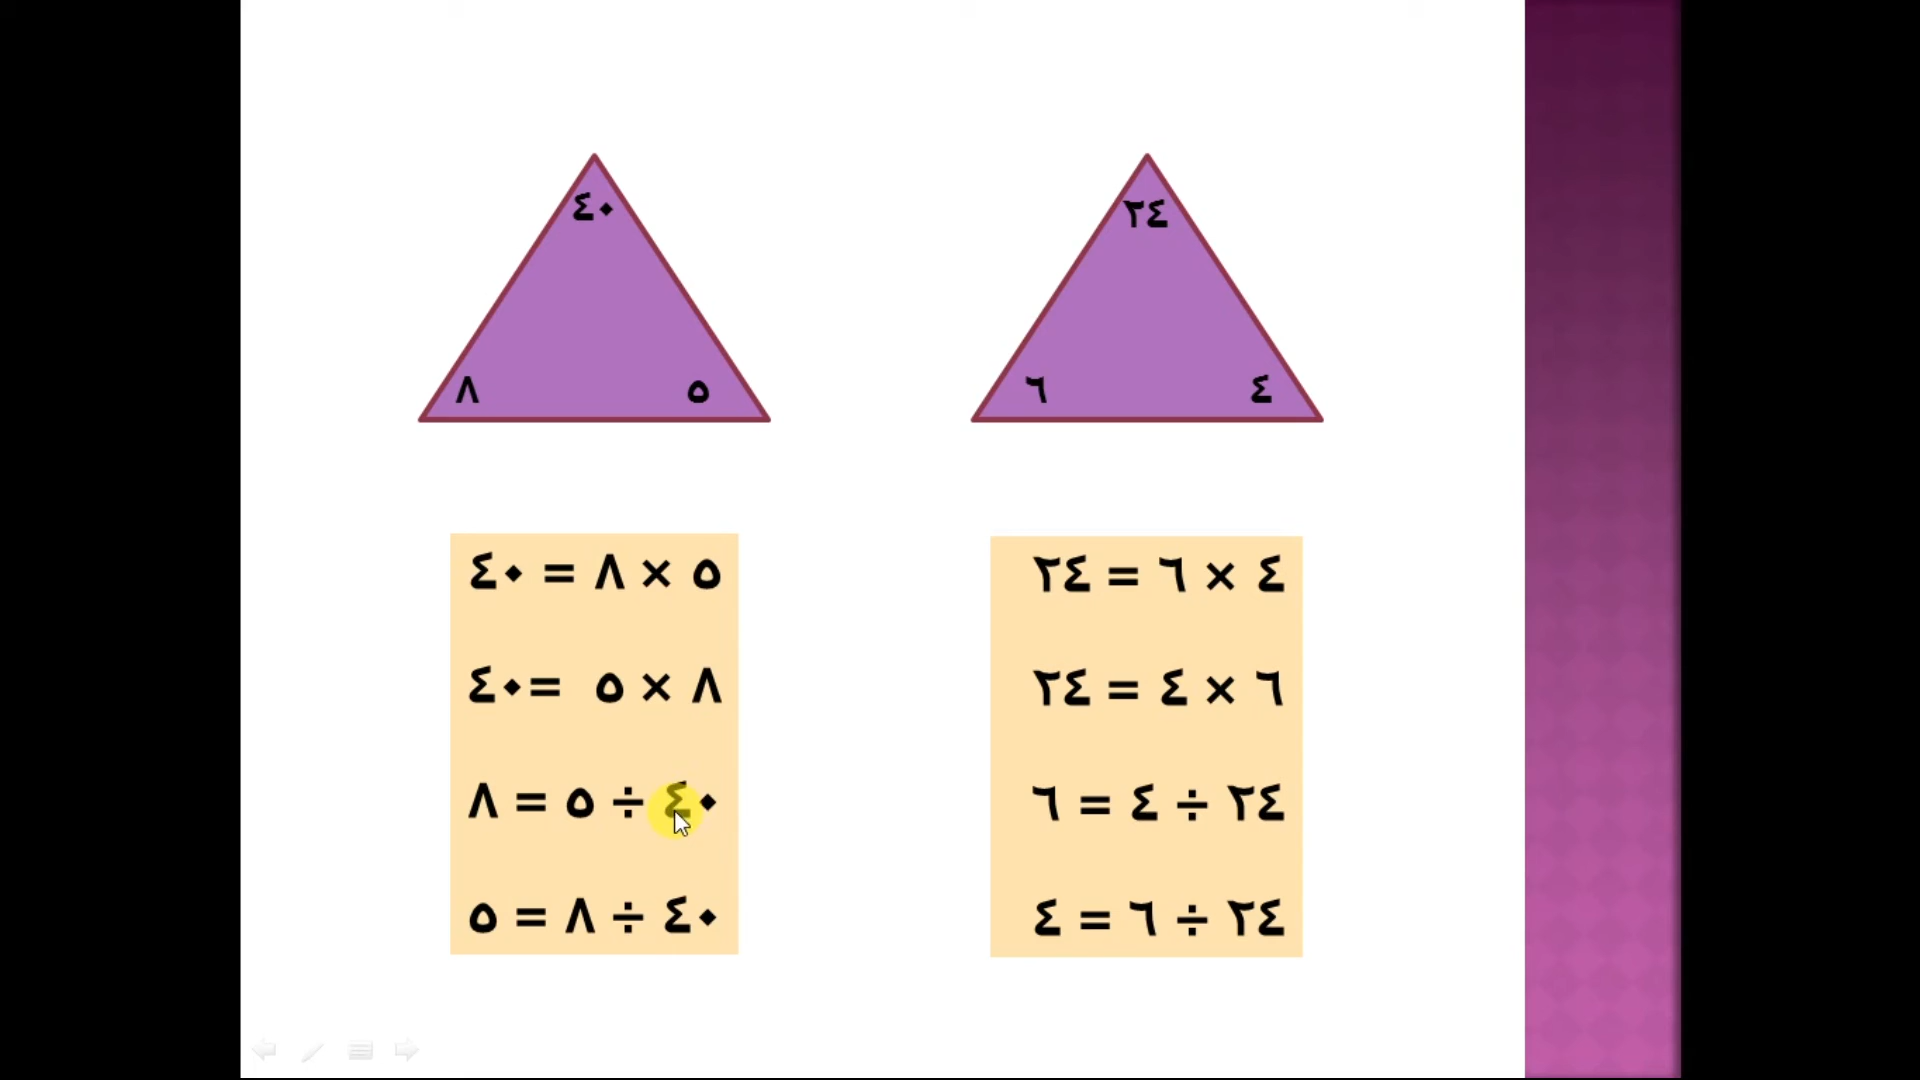 ٢٤
٦ ٤
٤ × ٦ = ٢٤
٦ × ٤ = ٢٤
٢٤ ÷ ٤ = ٦
٢٤ ÷ ٦ = ٤
٤٠
٨ ٥
٥ × ٨ = ٤٠
٨ × ٥ = ٤٠
٤٠ ÷ ٥ = ٨
٤٠ ÷ ٨ = ٥